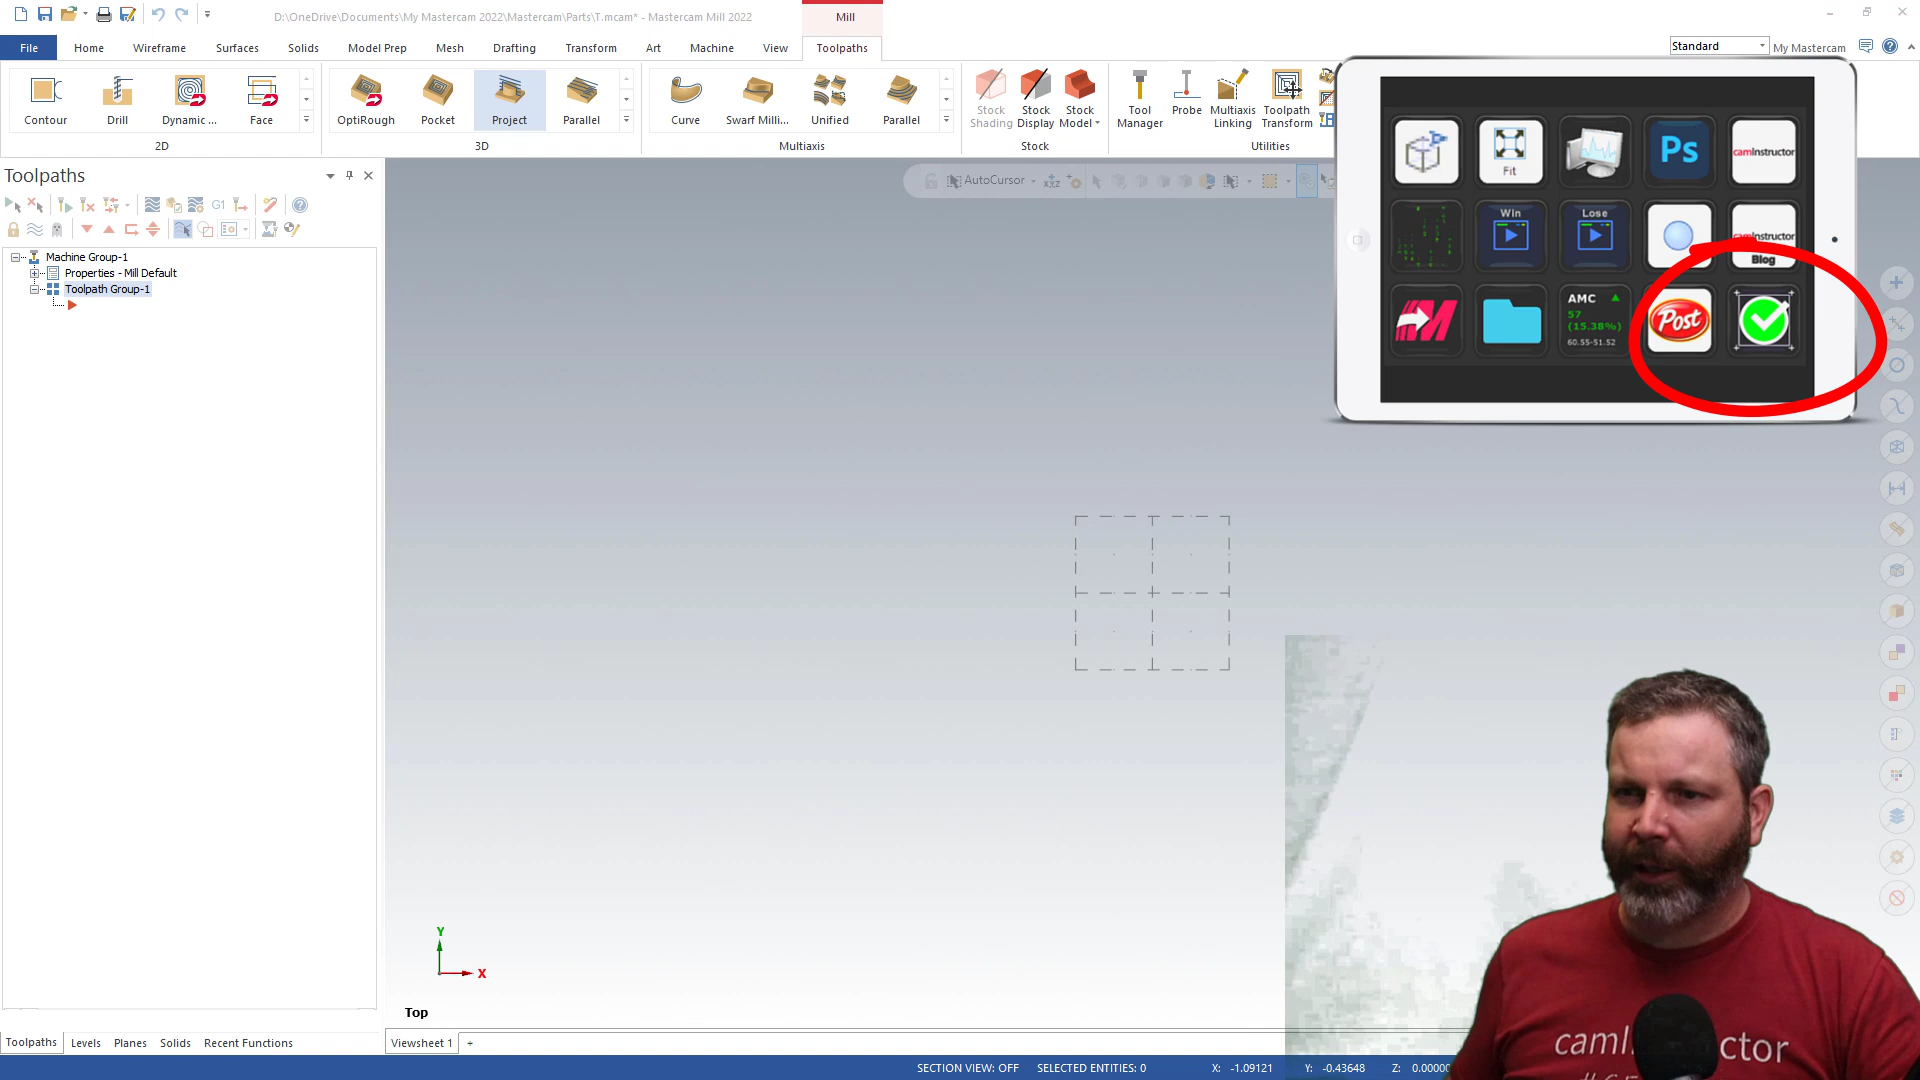 D:\OneDrive\Documents\My Mastercam 2022\Mastercam\Parts\T.mcam* - Mastercam Mill 2022
Mill
File Home Wireframe Surfaces Solids Model Prep Mesh Drafting Transform Art Machine View Toolpaths
Standard My Mastercam
Contour Drill Dynamic ... Face
2D
OptiRough Pocket Project Parallel
3D
Curve Swarf Milli... Unified Parallel
Multiaxis
Stock Shading Stock Display Stock Model
Stock
Tool Manager Probe Multiaxis Linking Toolpath Transform
Utilities
Toolpaths
G1
AutoCursor
Machine Group-1
Properties - Mill Default
Toolpath Group-1
Fit
Ps
camInstructor
Win
Lose
camInstructor
Blog
AMC
57
(15.38%)
60.55-51.52
Post
Y
X
Top
Toolpaths Levels Planes Solids Recent Functions
Viewsheet 1 +
SECTION VIEW: OFF SELECTED ENTITIES: 0 X: -1.09121 Y: -0.43648 Z: 0.0000